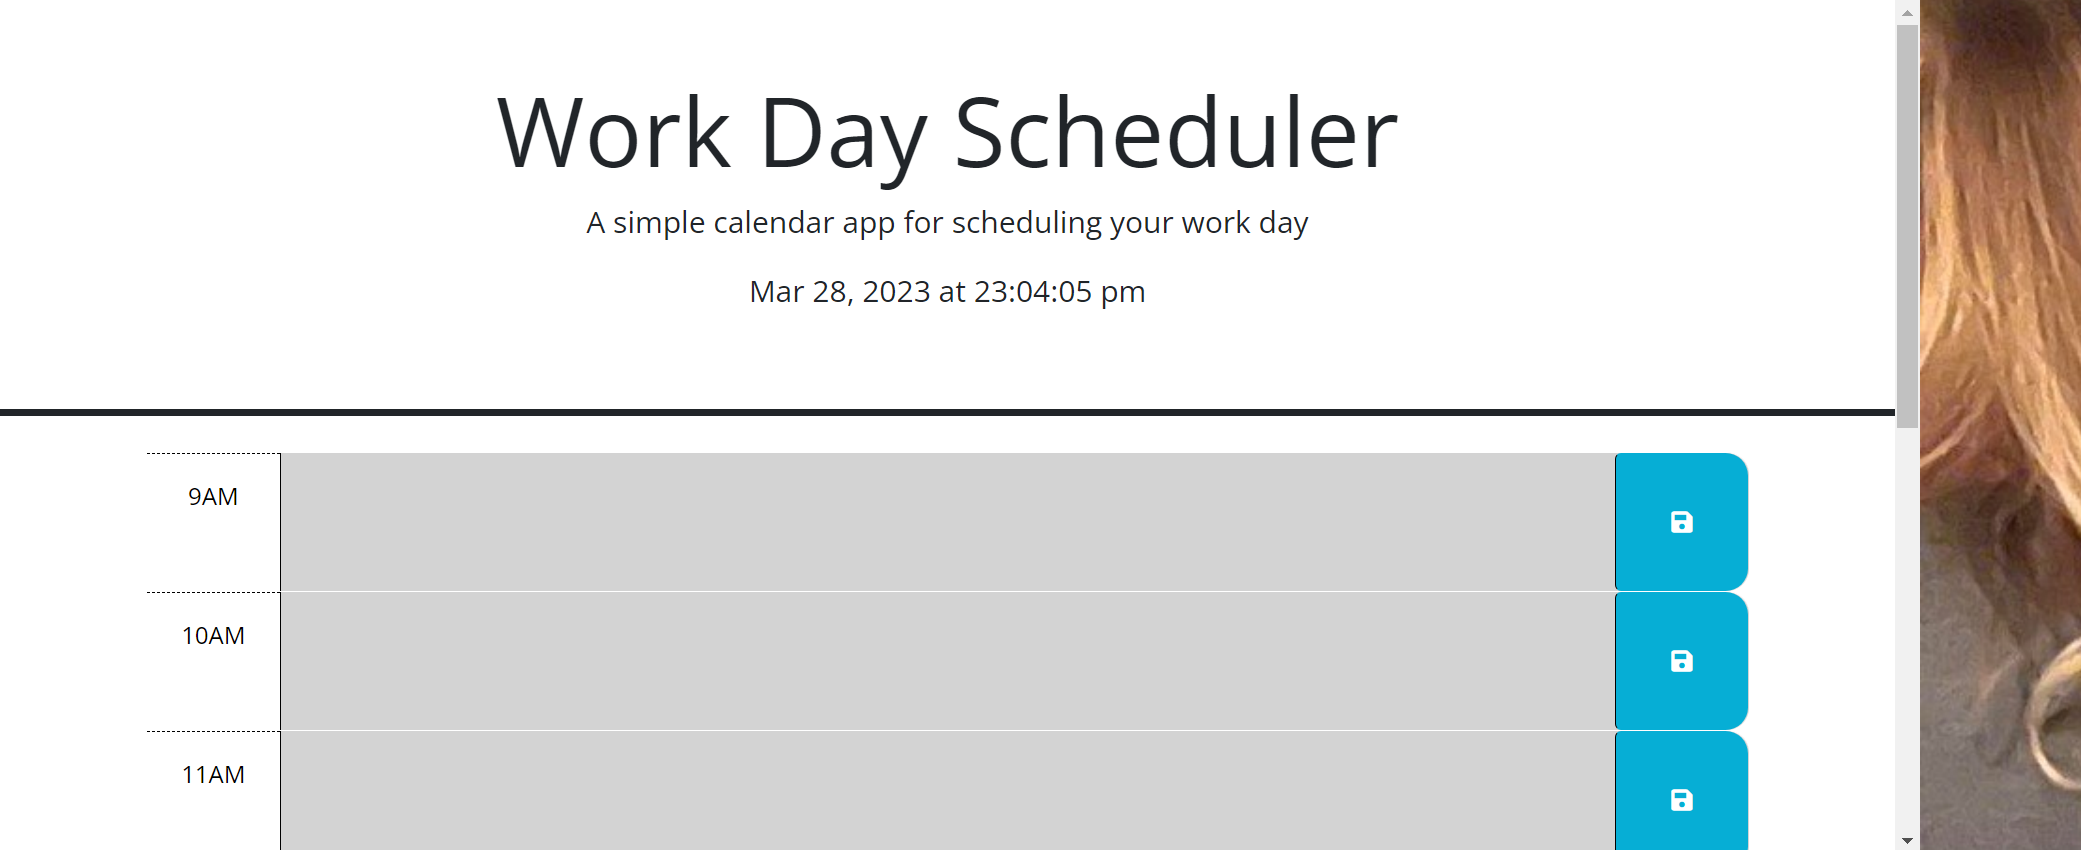 Work Day Scheduler
A simple calendar app for scheduling your work day
Mar 28, 2023 at 23:04:05 pm
9AM
10AM
11AM